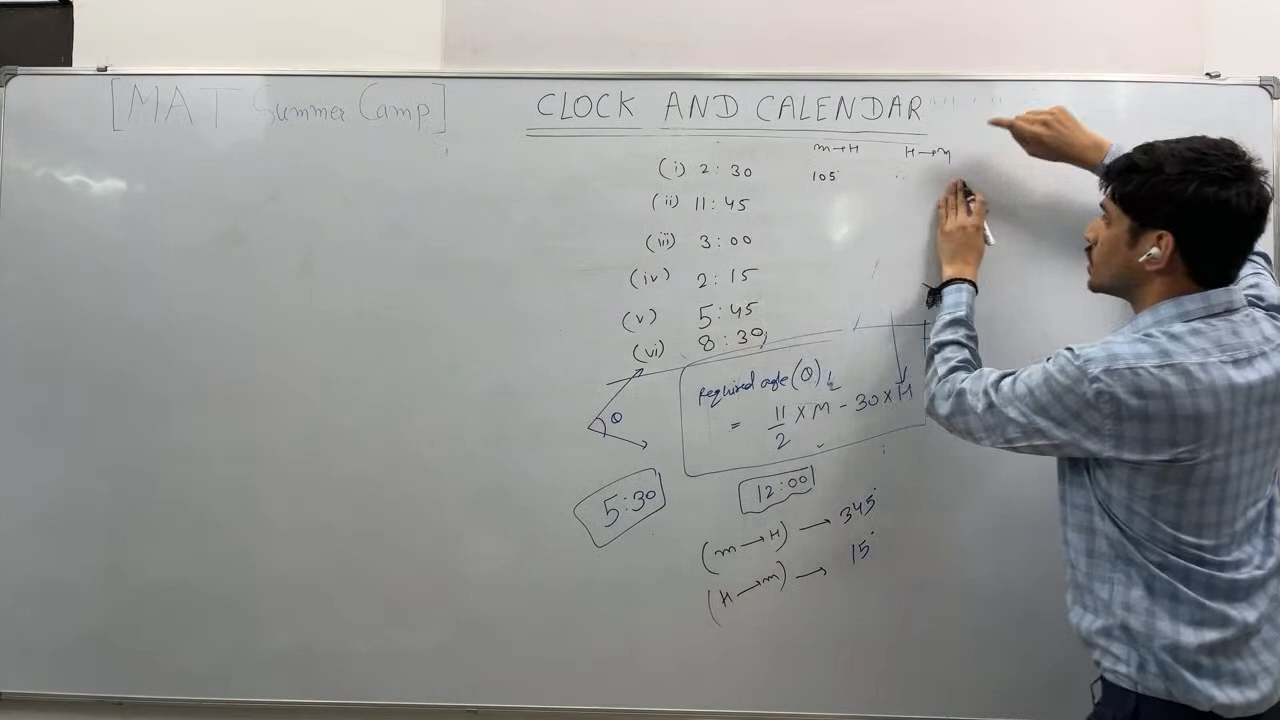 [MAT Summer Camp]
CLOCK AND CALENDAR
m→H H→m
(i) 2:30 105°
(ii) 11:45
(iii) 3:00
(iv) 2:15
(v) 5:45
(vi) 8:30
Required agle (θ)
= 11/2 × M - 30 × H
θ
5:30
12:00
(m→H) → 345°
(H→m) → 15°